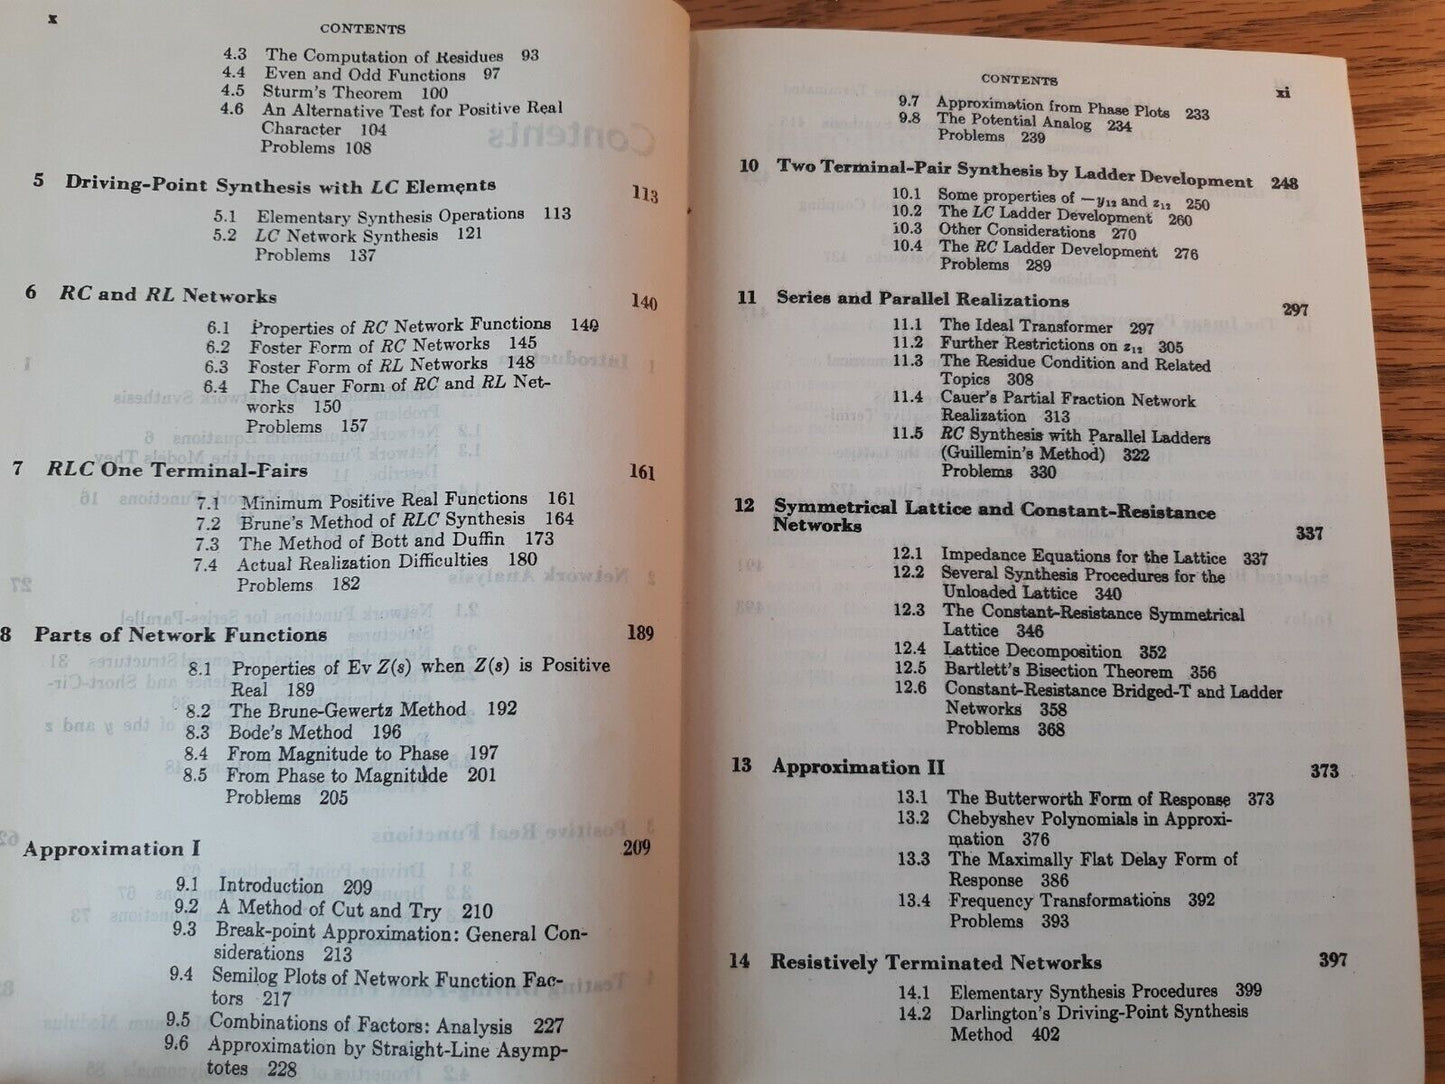 x
CONTENTS
4.3 The Computation of Residues 93
4.4 Even and Odd Functions 97
4.5 Sturm's Theorem 100
4.6 An Alternative Test for Positive Real
Character 104
Problems 108
5 Driving-Point Synthesis with LC Elements 113
5.1 Elementary Synthesis Operations 113
5.2 LC Network Synthesis 121
Problems 137
6 RC and RL Networks 140
6.1 Properties of RC Network Functions 140
6.2 Foster Form of RC Networks 145
6.3 Foster Form of RL Networks 148
6.4 The Cauer Form of RC and RL Net-
works 150
Problems 157
7 RLC One Terminal-Pairs 161
7.1 Minimum Positive Real Functions 161
7.2 Brune's Method of RLC Synthesis 164
7.3 The Method of Bott and Duffin 173
7.4 Actual Realization Difficulties 180
Problems 182
8 Parts of Network Functions 189
8.1 Properties of Ev Z(s) when Z(s) is Positive
Real 189
8.2 The Brune-Gewertz Method 192
8.3 Bode's Method 196
8.4 From Magnitude to Phase 197
8.5 From Phase to Magnitude 201
Problems 205
Approximation I 209
9.1 Introduction 209
9.2 A Method of Cut and Try 210
9.3 Break-point Approximation: General Con-
siderations 213
9.4 Semilog Plots of Network Function Fac-
tors 217
9.5 Combinations of Factors: Analysis 227
9.6 Approximation by Straight-Line Asymp-
totes 228
CONTENTS
xi
9.7 Approximation from Phase Plots 233
9.8 The Potential Analog 234
Problems 239
10 Two Terminal-Pair Synthesis by Ladder Development 248
10.1 Some properties of −y₁₂ and z₁₂ 250
10.2 The LC Ladder Development 260
10.3 Other Considerations 270
10.4 The RC Ladder Development 276
Problems 289
11 Series and Parallel Realizations 297
11.1 The Ideal Transformer 297
11.2 Further Restrictions on z₁₂ 305
11.3 The Residue Condition and Related
Topics 308
11.4 Cauer's Partial Fraction Network
Realization 313
11.5 RC Synthesis with Parallel Ladders
(Guillemin's Method) 322
Problems 330
12 Symmetrical Lattice and Constant-Resistance
Networks 337
12.1 Impedance Equations for the Lattice 337
12.2 Several Synthesis Procedures for the
Unloaded Lattice 340
12.3 The Constant-Resistance Symmetrical
Lattice 346
12.4 Lattice Decomposition 352
12.5 Bartlett's Bisection Theorem 356
12.6 Constant-Resistance Bridged-T and Ladder
Networks 358
Problems 368
13 Approximation II 373
13.1 The Butterworth Form of Response 373
13.2 Chebyshev Polynomials in Approxi-
mation 376
13.3 The Maximally Flat Delay Form of
Response 386
13.4 Frequency Transformations 392
Problems 393
14 Resistively Terminated Networks 397
14.1 Elementary Synthesis Procedures 399
14.2 Darlington's Driving-Point Synthesis
Method 402